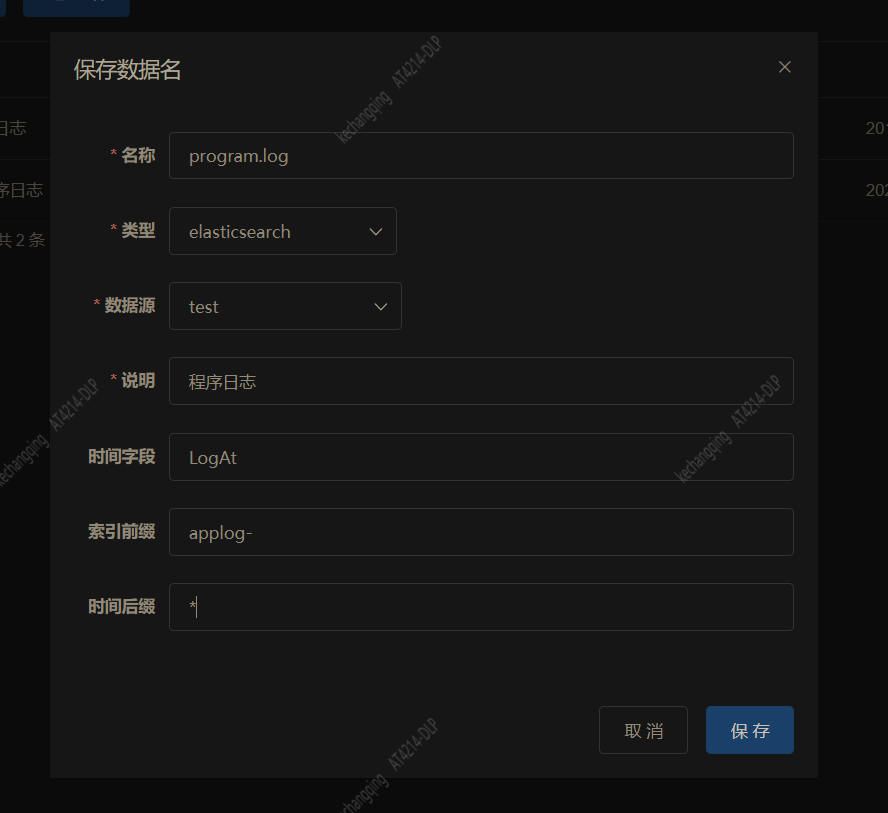 保存数据名
* 名称 program.log
日志 20
* 类型 elasticsearch
序日志 202
共 2 条
* 数据源 test
* 说明 程序日志
时间字段 LogAt
索引前缀 applog-
时间后缀 *
取 消 保 存
kechangqing AT4214-DLP
kechangqing AT4214-DLP
kechangqing AT4214-DLP
kechangqing AT4214-DLP